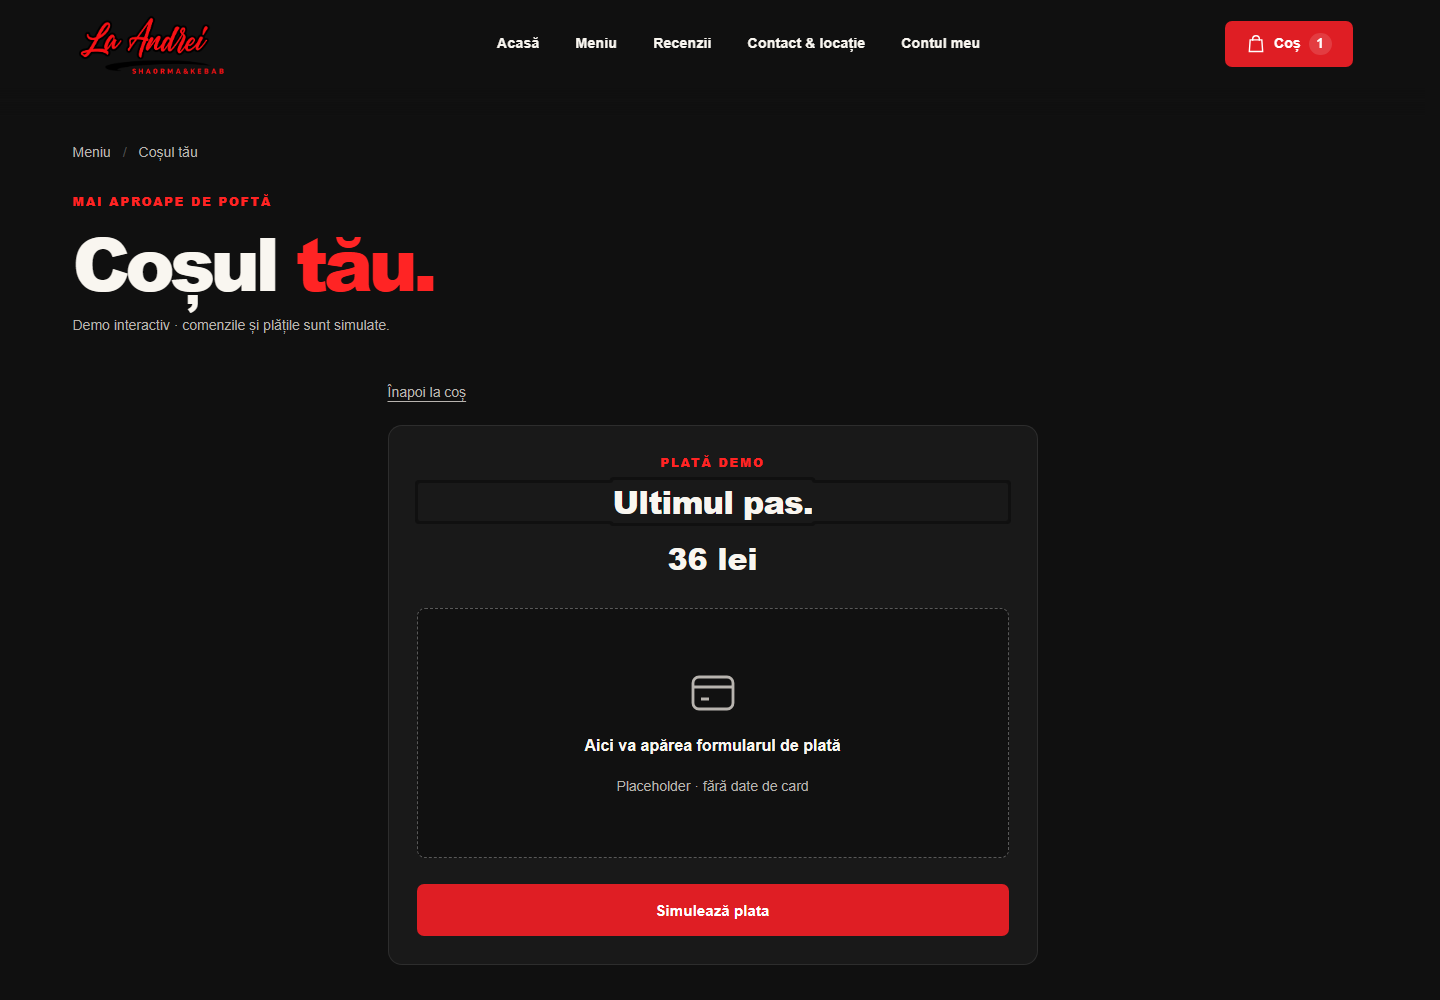 La Andrei
SHAORMA&KEBAB
Acasă
Meniu
Recenzii
Contact & locație
Contul meu
Coș 1
Meniu / Coșul tău
MAI APROAPE DE POFTĂ
Coșul tău.
Demo interactiv · comenzile și plățile sunt simulate.
Înapoi la coș
PLATĂ DEMO
Ultimul pas.
36 lei
Aici va apărea formularul de plată
Placeholder · fără date de card
Simulează plata